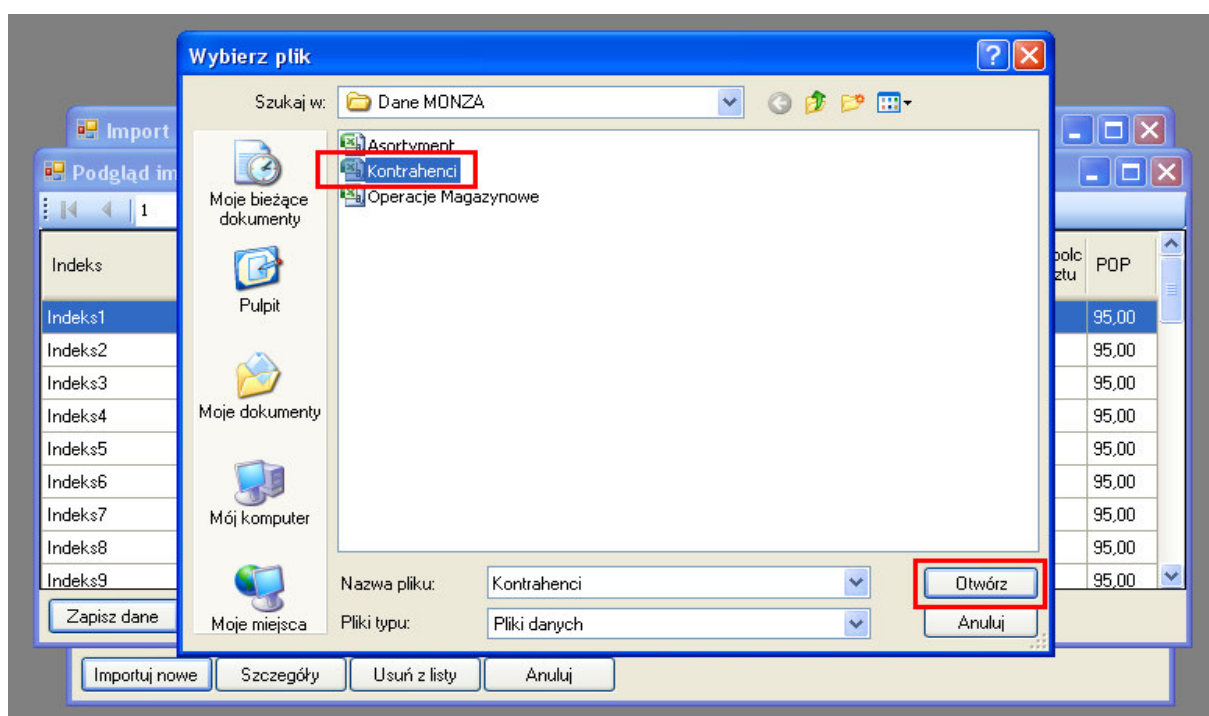 Wybierz plik
Szukaj w: Dane MONZA
Import
Podgląd im
1
Asortyment
Kontrahenci
Operacje Magazynowe
Moje bieżące
dokumenty
Pulpit
Moje dokumenty
Mój komputer
Moje miejsca
Indeks
polc
ztu
POP
Indeks1 95,00
Indeks2 95,00
Indeks3 95,00
Indeks4 95,00
Indeks5 95,00
Indeks6 95,00
Indeks7 95,00
Indeks8 95,00
Indeks9 95,00
Nazwa pliku: Kontrahenci Otwórz
Pliki typu: Pliki danych Anuluj
Zapisz dane
Importuj nowe Szczegóły Usuń z listy Anuluj